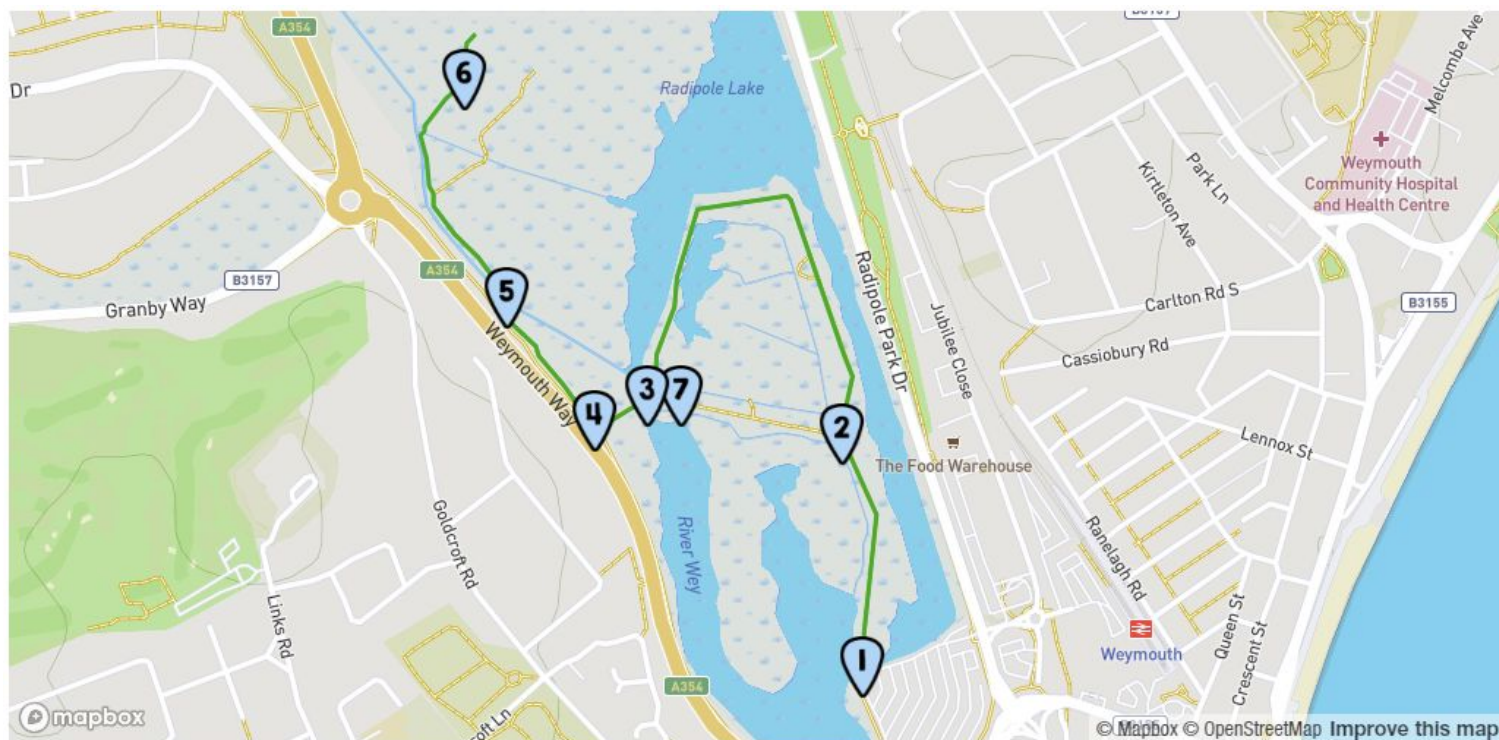 A354
B3157
Melcombe Ave
Dr
6
Radipole Lake
Park Ln
Kirtleton Ave
Weymouth
Community Hospital
and Health Centre
A354
B3157
5
Granby Way
Radipole Park Dr
Jubilee Close
Carlton Rd S
B3155
Weymouth Way
Cassiobury Rd
3
7
4
2
Lennox St
The Food Warehouse
Goldcroft Rd
River Wey
Ranelagh Rd
Links Rd
Queen St
Crescent St
1
Weymouth
A354
mapbox
© Mapbox © OpenStreetMap Improve this map